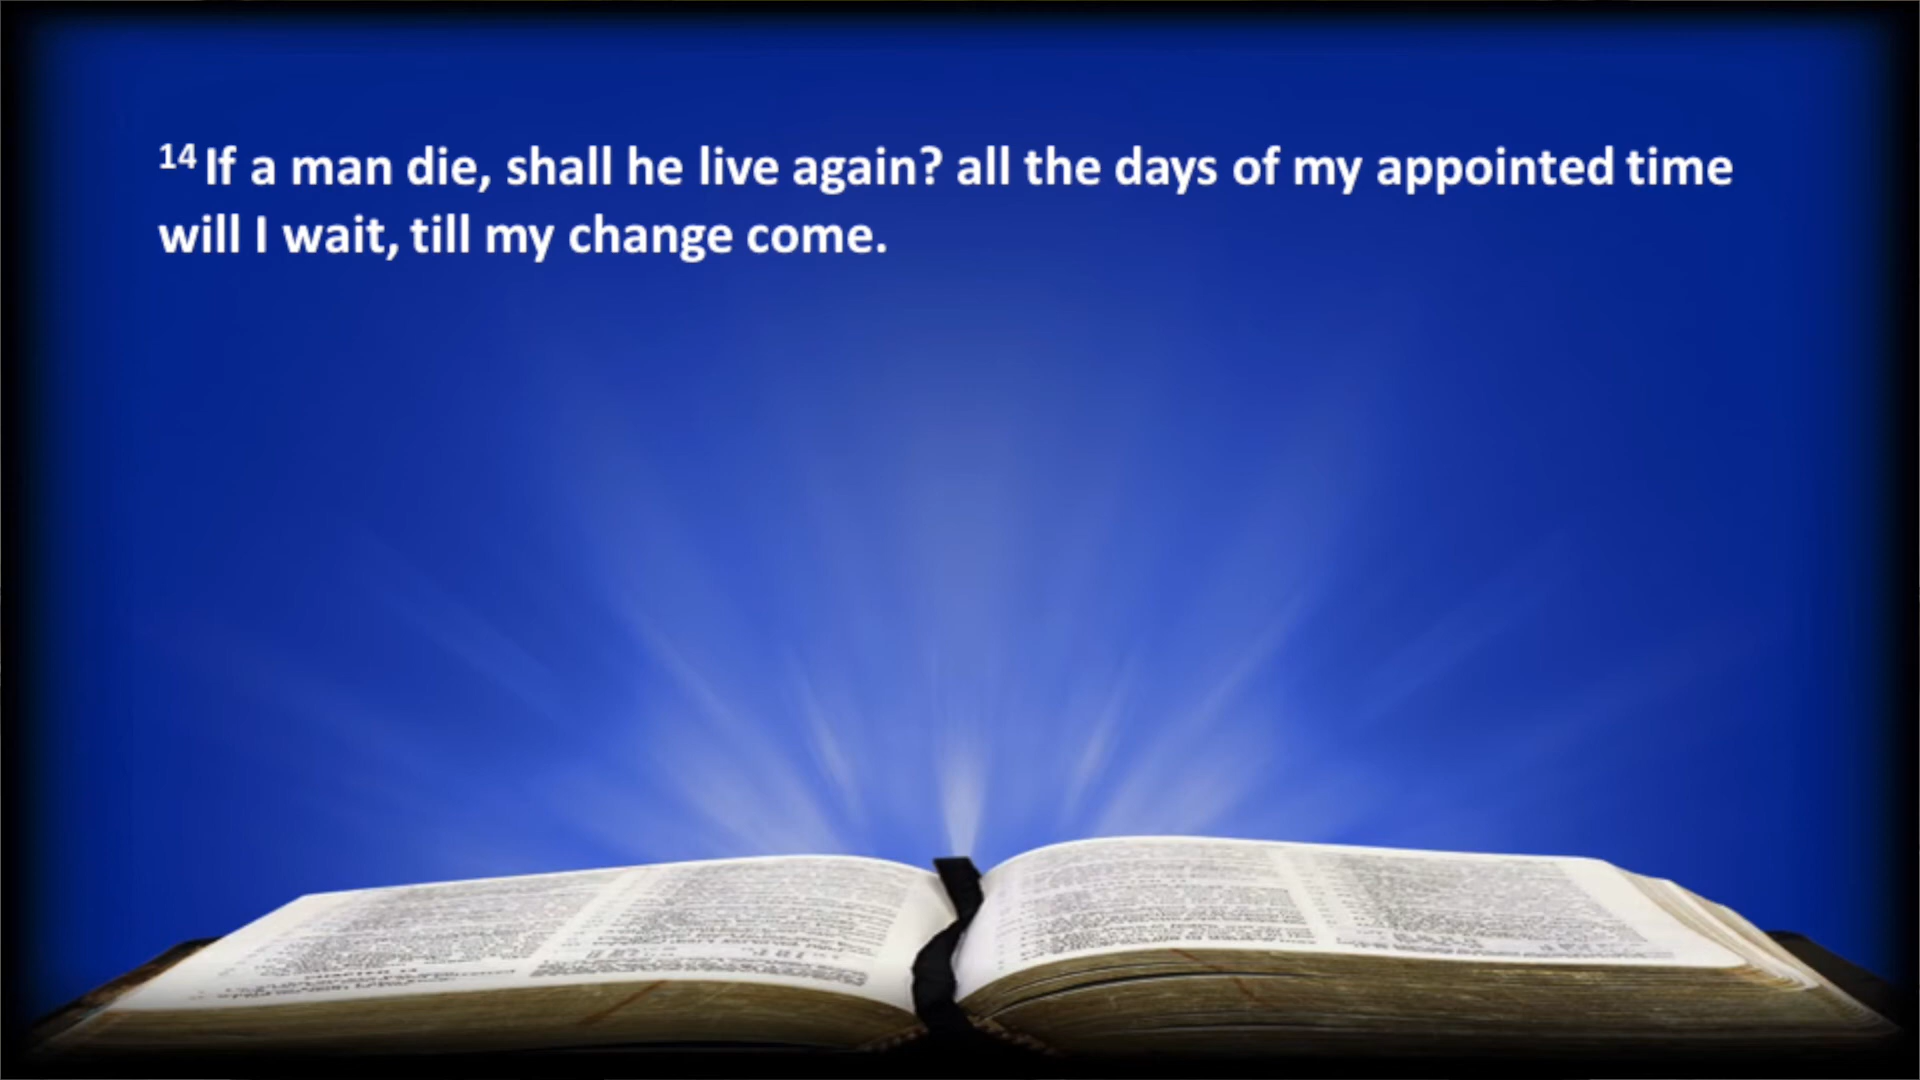 14 If a man die, shall he live again? all the days of my appointed time
will I wait, till my change come.